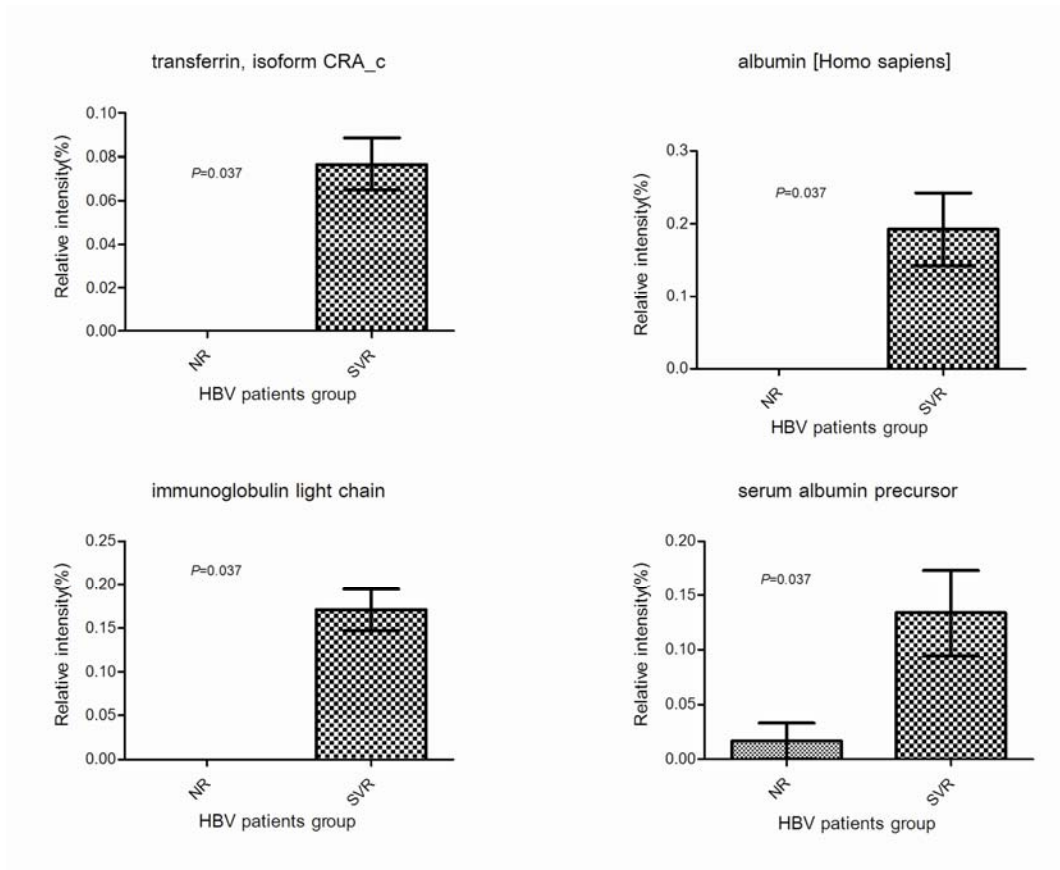 transferrin, isoform CRA_c
Relative intensity(%)
0.10
0.08
0.06
0.04
0.02
0.00
P=0.037
NR
SVR
HBV patients group
albumin [Homo sapiens]
Relative intensity(%)
0.3
0.2
0.1
0.0
P=0.037
NR
SVR
HBV patients group
immunoglobulin light chain
Relative intensity(%)
0.25
0.20
0.15
0.10
0.05
0.00
P=0.037
NR
SVR
HBV patients group
serum albumin precursor
Relative intensity(%)
0.20
0.15
0.10
0.05
0.00
P=0.037
NR
SVR
HBV patients group